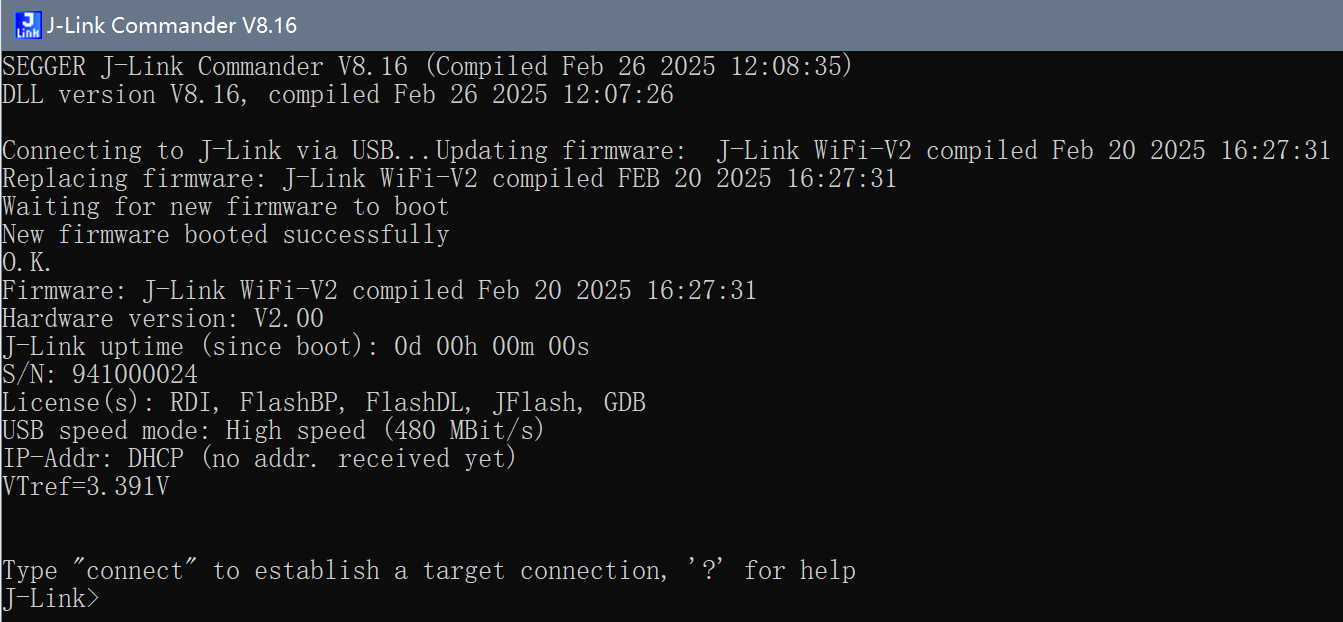 J-Link Commander V8.16
SEGGER J-Link Commander V8.16 (Compiled Feb 26 2025 12:08:35)
DLL version V8.16, compiled Feb 26 2025 12:07:26
Connecting to J-Link via USB...Updating firmware:  J-Link WiFi-V2 compiled Feb 20 2025 16:27:31
Replacing firmware: J-Link WiFi-V2 compiled FEB 20 2025 16:27:31
Waiting for new firmware to boot
New firmware booted successfully
O.K.
Firmware: J-Link WiFi-V2 compiled Feb 20 2025 16:27:31
Hardware version: V2.00
J-Link uptime (since boot): 0d 00h 00m 00s
S/N: 941000024
License(s): RDI, FlashBP, FlashDL, JFlash, GDB
USB speed mode: High speed (480 MBit/s)
IP-Addr: DHCP (no addr. received yet)
VTref=3.391V
Type "connect" to establish a target connection, '?' for help
J-Link>